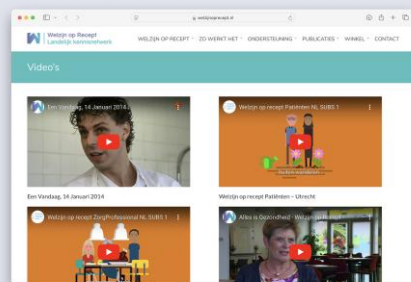 welzijnoprecept.nl
Welzijn op Recept
Landelijk kennisnetwerk
WELZIJN OP RECEPT
ZO WERKT HET
ONDERSTEUNING
PUBLICATIES
WINKEL
CONTACT
Video's
Een Vandaag, 14 Januari 2014
Welzijn op recept Patiënten NL SUBS 1
Een Vandaag, 14 Januari 2014
Welzijn op recept Patiënten – Utrecht
Welzijn op recept ZorgProfessional NL SUBS 1
Alles is Gezondheid - Welzijn op Recept